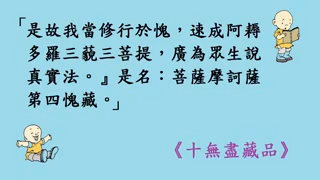 「是故我當修行於愧，速成阿耨
多羅三藐三菩提，廣為眾生說
真實法。』是名：菩薩摩訶薩
第四愧藏。」
《十無盡藏品》